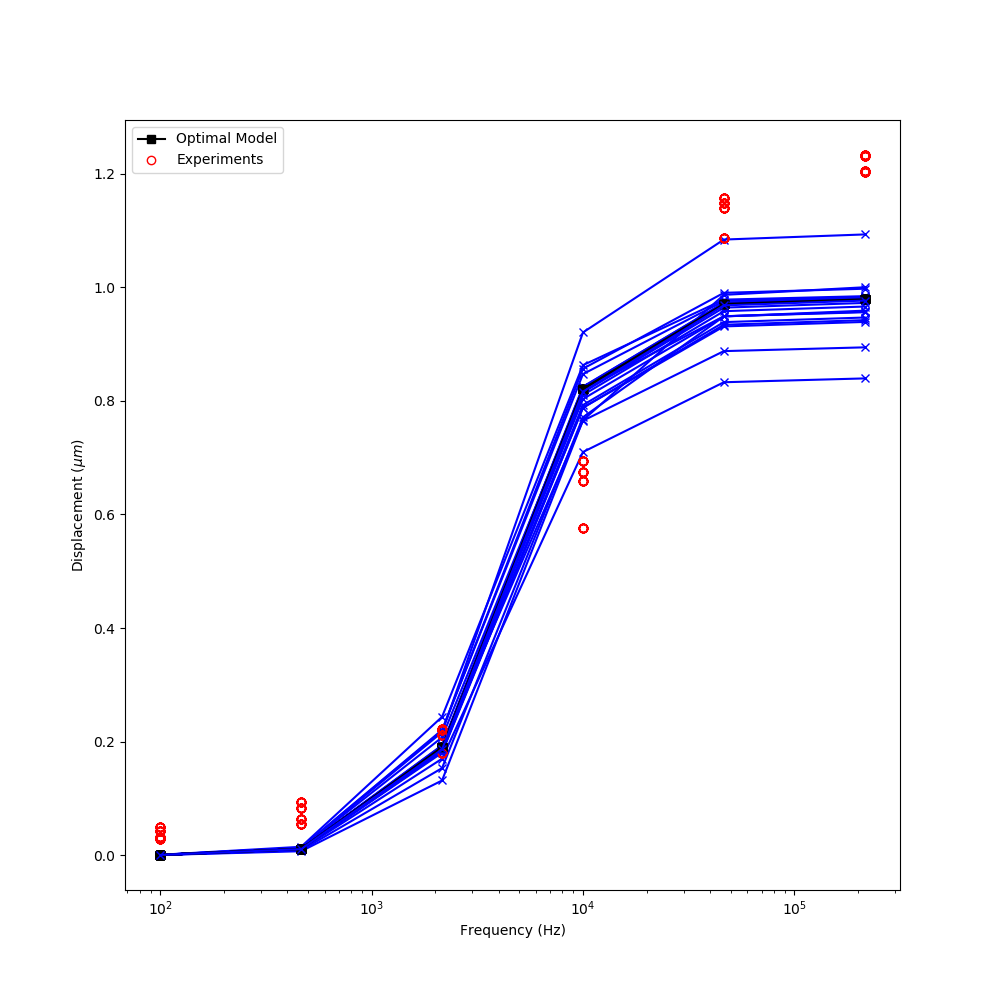 Optimal Model
Experiments
1.2
1.0
0.8
0.6
0.4
0.2
0.0
Displacement (μm)
10²
10³
10⁴
10⁵
Frequency (Hz)